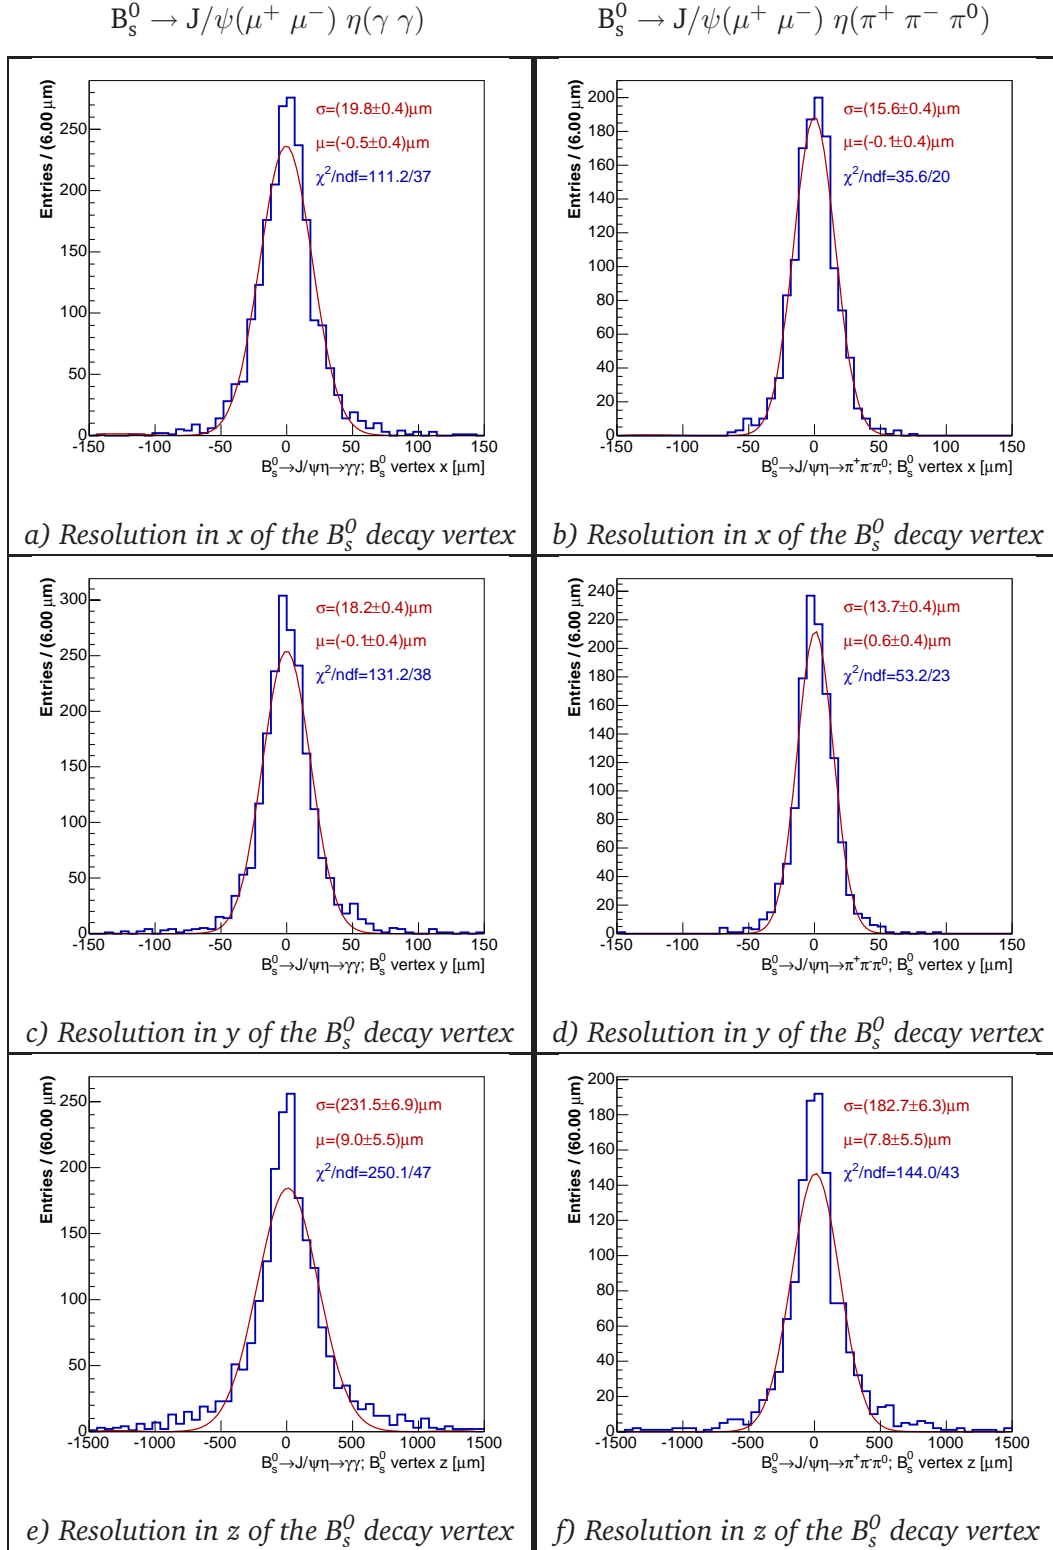 B⁰ₛ → J/ψ(μ⁺ μ⁻) η(γ γ)
B⁰ₛ → J/ψ(μ⁺ μ⁻) η(π⁺ π⁻ π⁰)
Entries / (6.00 μm)
250
200
150
100
50
0
σ=(19.8±0.4)μm
μ=(-0.5±0.4)μm
χ²/ndf=111.2/37
-150 -100 -50 0 50 100 150
B⁰ₛ→J/ψη→γγ; B⁰ₛ vertex x [μm]
a) Resolution in x of the B⁰ₛ decay vertex
Entries / (6.00 μm)
200
180
160
140
120
100
80
60
40
20
0
σ=(15.6±0.4)μm
μ=(-0.1±0.4)μm
χ²/ndf=35.6/20
-150 -100 -50 0 50 100 150
B⁰ₛ→J/ψη→π⁺π⁻π⁰; B⁰ₛ vertex x [μm]
b) Resolution in x of the B⁰ₛ decay vertex
Entries / (6.00 μm)
300
250
200
150
100
50
0
σ=(18.2±0.4)μm
μ=(-0.1±0.4)μm
χ²/ndf=131.2/38
-150 -100 -50 0 50 100 150
B⁰ₛ→J/ψη→γγ; B⁰ₛ vertex y [μm]
c) Resolution in y of the B⁰ₛ decay vertex
Entries / (6.00 μm)
240
220
200
180
160
140
120
100
80
60
40
20
0
σ=(13.7±0.4)μm
μ=(0.6±0.4)μm
χ²/ndf=53.2/23
-150 -100 -50 0 50 100 150
B⁰ₛ→J/ψη→π⁺π⁻π⁰; B⁰ₛ vertex y [μm]
d) Resolution in y of the B⁰ₛ decay vertex
Entries / (60.00 μm)
250
200
150
100
50
0
σ=(231.5±6.9)μm
μ=(9.0±5.5)μm
χ²/ndf=250.1/47
-1500 -1000 -500 0 500 1000 1500
B⁰ₛ→J/ψη→γγ; B⁰ₛ vertex z [μm]
e) Resolution in z of the B⁰ₛ decay vertex
Entries / (60.00 μm)
200
180
160
140
120
100
80
60
40
20
0
σ=(182.7±6.3)μm
μ=(7.8±5.5)μm
χ²/ndf=144.0/43
-1500 -1000 -500 0 500 1000 1500
B⁰ₛ→J/ψη→π⁺π⁻π⁰; B⁰ₛ vertex z [μm]
f) Resolution in z of the B⁰ₛ decay vertex